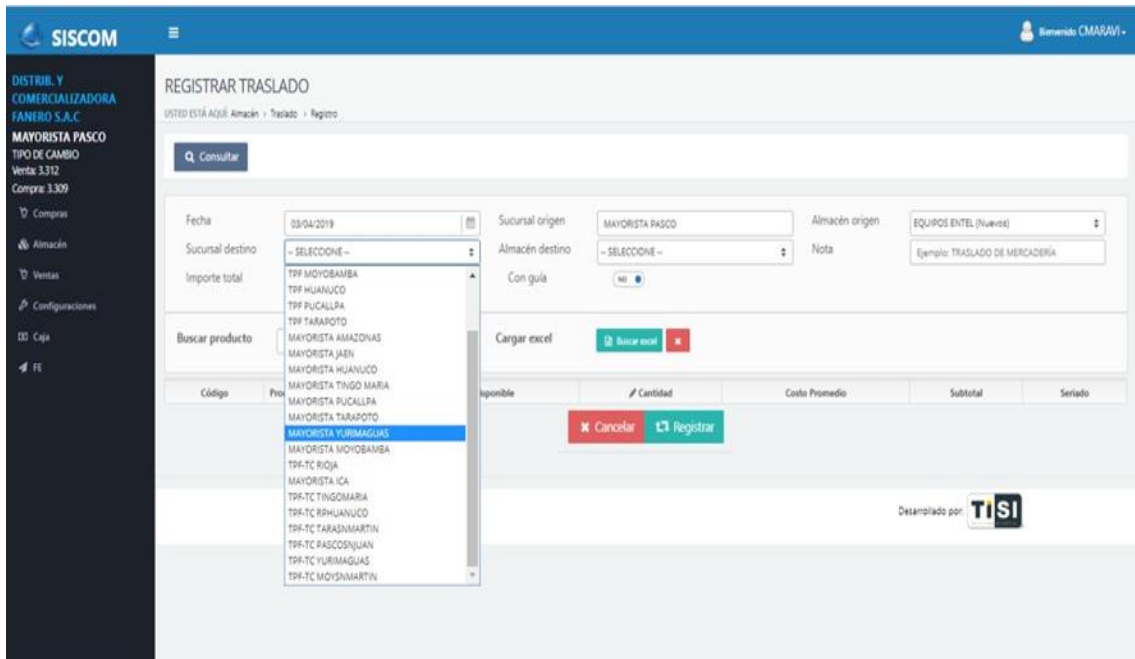 SISCOM
Bienvenido CMARAVI
DISTRIB. Y
COMERCIALIZADORA
FANERO S.A.C
MAYORISTA PASCO
TIPO DE CAMBIO
Venta: 3.312
Compra: 3.309
Compras
Almacén
Ventas
Configuraciones
Caja
FE
REGISTRAR TRASLADO
USTED ESTÁ AQUÍ: Almacén > Traslado > Registro
Consultar
Fecha 03/04/2019 Sucursal origen MAYORISTA PASCO Almacén origen EQUIPOS ENTEL (Nuevos)
Sucursal destino -- SELECCIONE -- Almacén destino -- SELECCIONE -- Nota Ejemplo: TRASLADO DE MERCADERÍA
Importe total Con guía NO
TPF MOYOBAMBA
TPF HUANUCO
TPF PUCALLPA
TPF TARAPOTO
MAYORISTA AMAZONAS
MAYORISTA JAEN
MAYORISTA HUANUCO
MAYORISTA TINGO MARIA
MAYORISTA PUCALLPA
MAYORISTA TARAPOTO
MAYORISTA YURIMAGUAS
MAYORISTA MOYOBAMBA
TPF-TC RIOJA
MAYORISTA ICA
TPF-TC TINGOMARIA
TPF-TC RPHUANUCO
TPF-TC TARASNMARTIN
TPF-TC PASCOSNJUAN
TPF-TC YURIMAGUAS
TPF-TC MOYSNMARTIN
Buscar producto Cargar excel Buscar excel
Código Pro sponible Cantidad Costo Promedio Subtotal Seriado
Cancelar Registrar
Desarrollado por: TISI